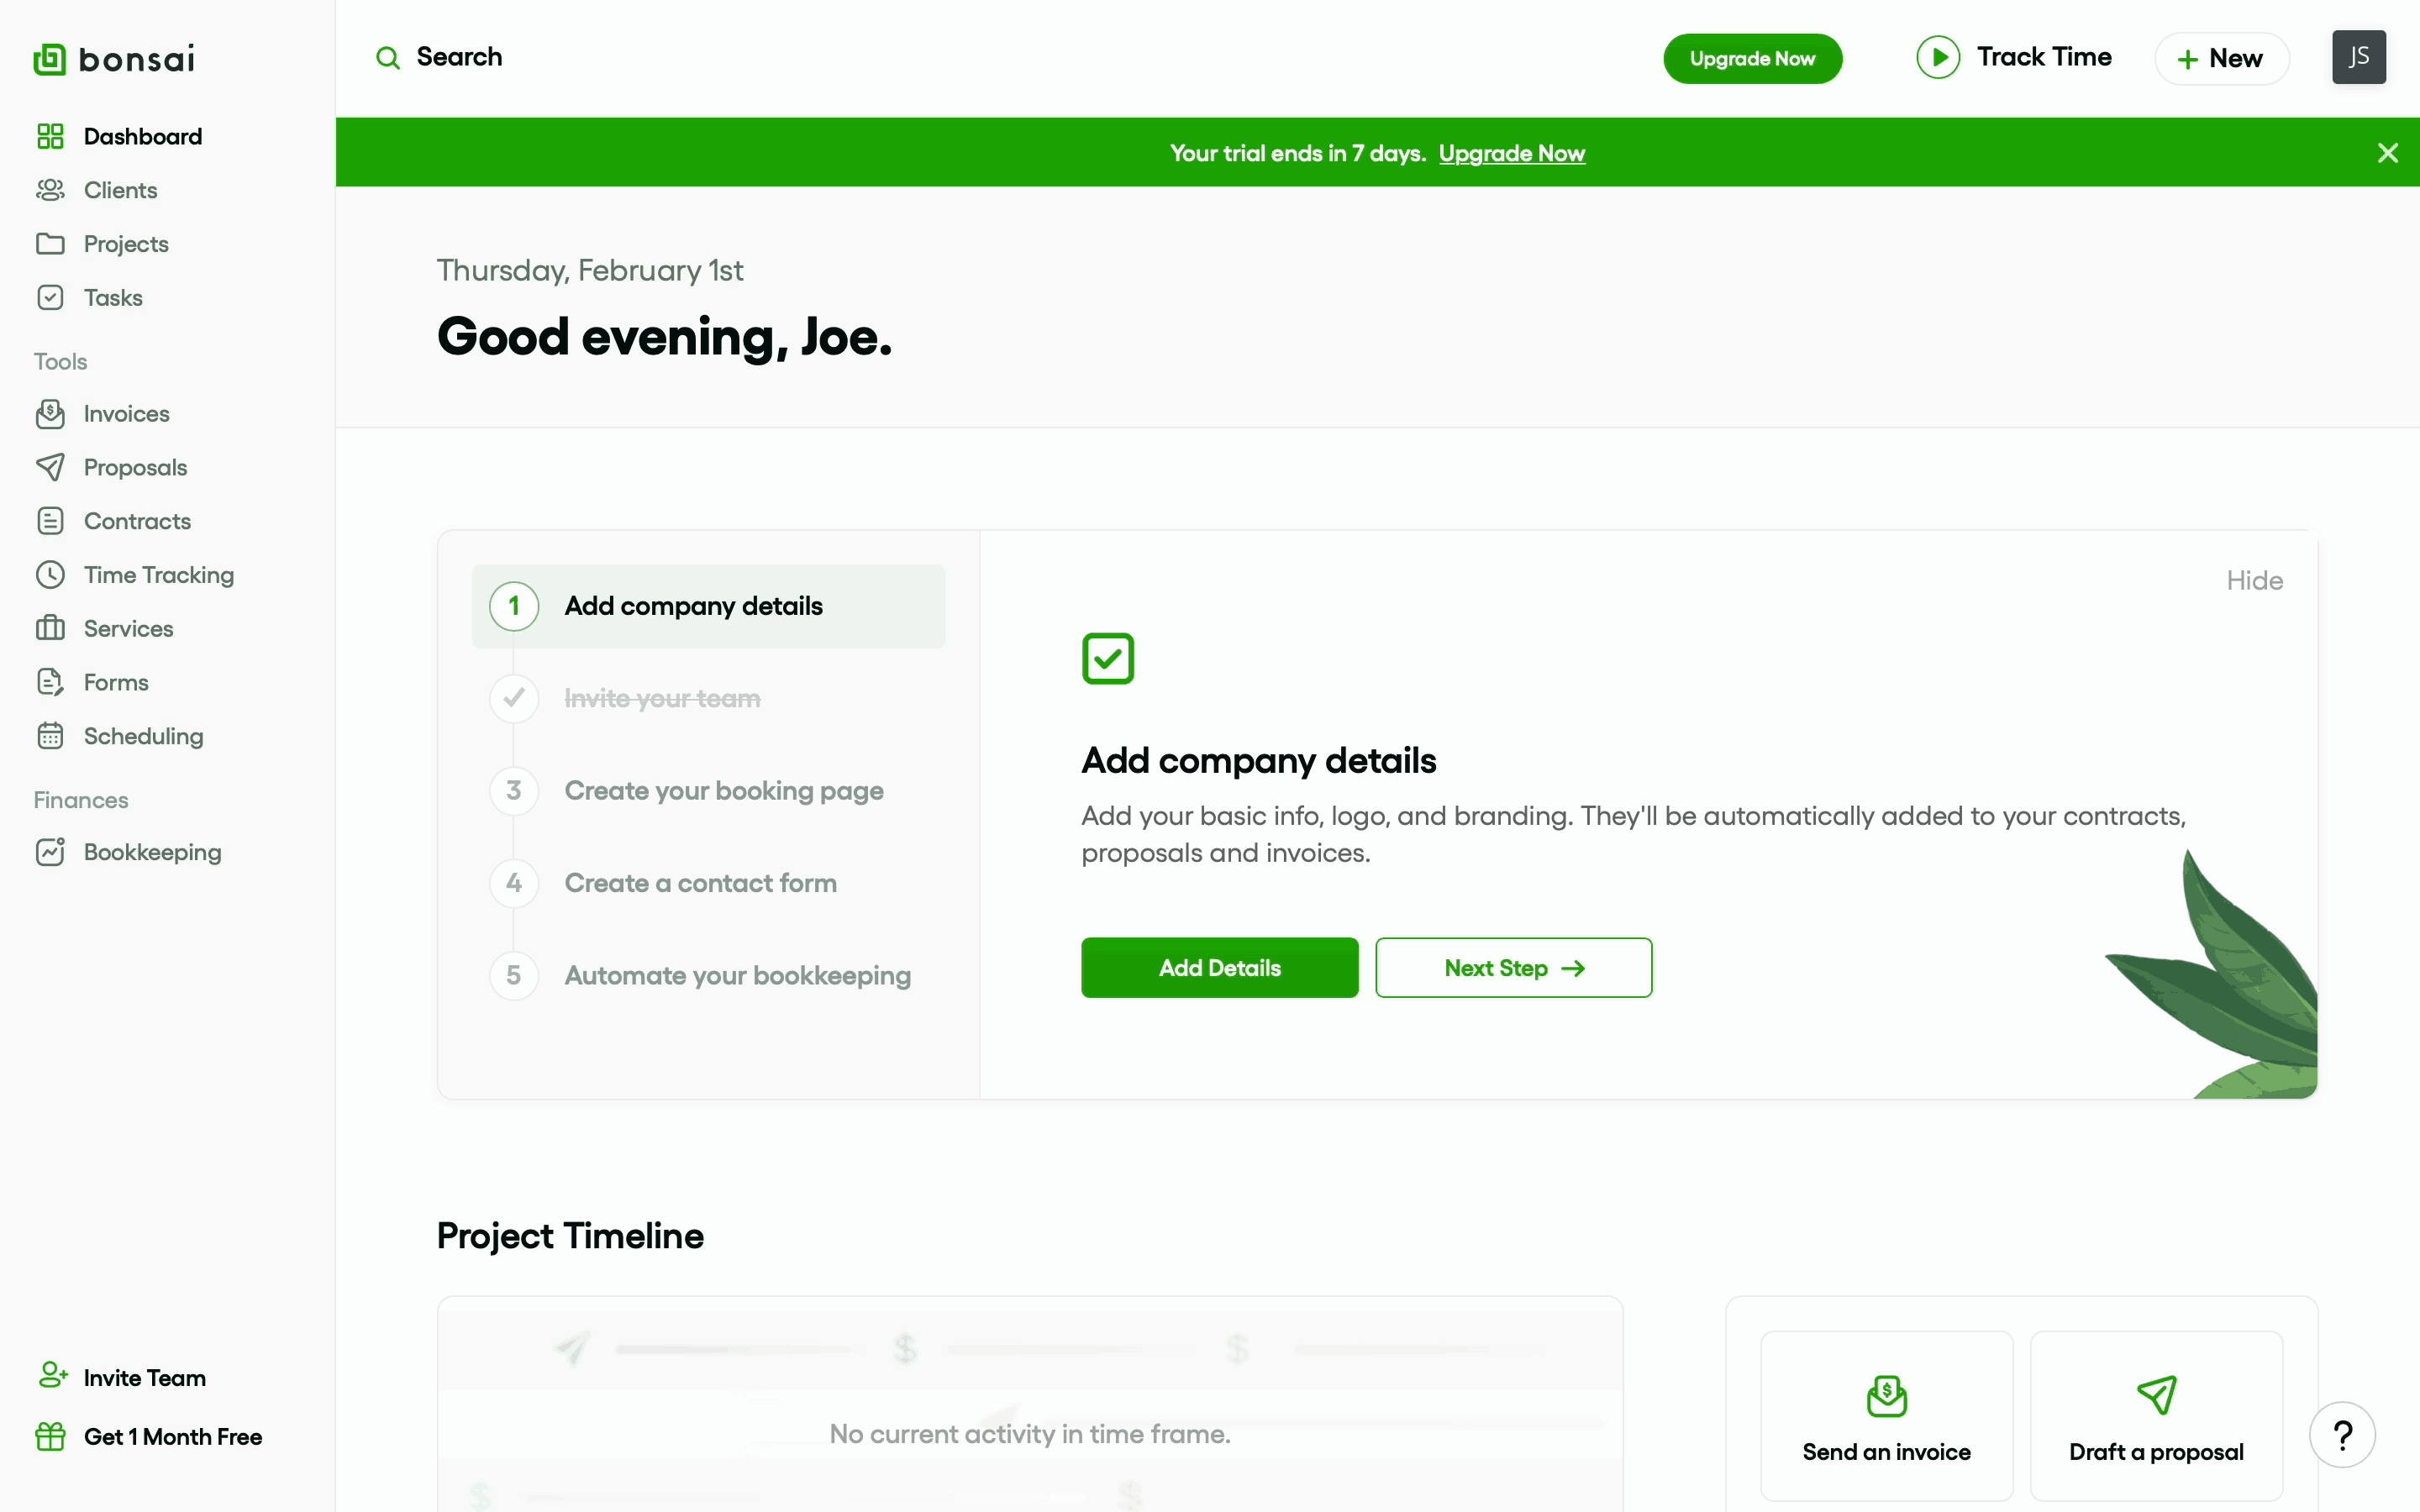 bonsai
Search
Upgrade Now
Track Time
+ New
JS
Dashboard
Clients
Projects
Tasks
Tools
Invoices
Proposals
Contracts
Time Tracking
Services
Forms
Scheduling
Finances
Bookkeeping
Invite Team
Get 1 Month Free
Your trial ends in 7 days. Upgrade Now
Thursday, February 1st
Good evening, Joe.
1 Add company details
Invite your team
3 Create your booking page
4 Create a contact form
5 Automate your bookkeeping
Hide
Add company details
Add your basic info, logo, and branding. They'll be automatically added to your contracts,
proposals and invoices.
Add Details
Next Step →
Project Timeline
No current activity in time frame.
Send an invoice
Draft a proposal
?